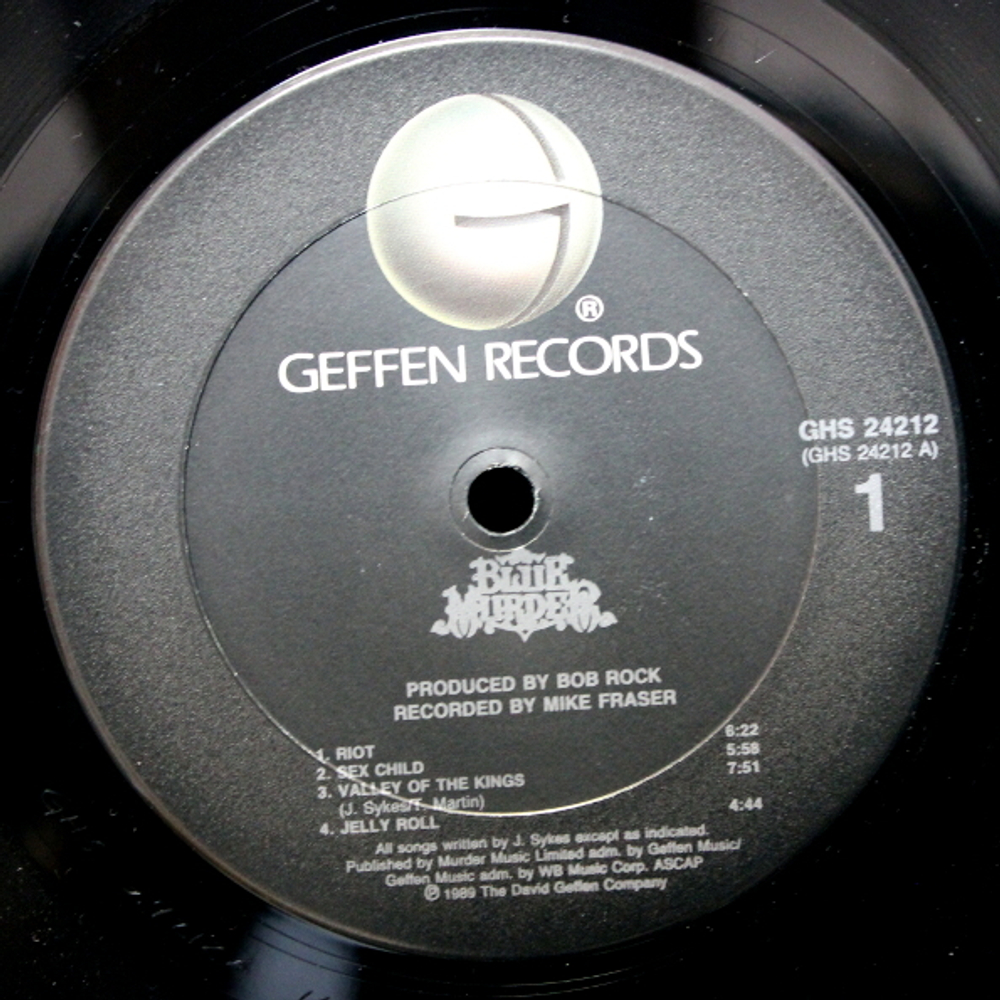 ®
GEFFEN RECORDS
GHS 24212
(GHS 24212 A)
1
BLUE
MURDER
PRODUCED BY BOB ROCK
RECORDED BY MIKE FRASER
1. RIOT 6:22
2. SEX CHILD 5:58
3. VALLEY OF THE KINGS 7:51
(J. Sykes/T. Martin)
4. JELLY ROLL 4:44
All songs written by J. Sykes except as indicated.
Published by Murder Music Limited adm. by Geffen Music/
Geffen Music adm. by WB Music Corp. ASCAP
℗ 1989 The David Geffen Company